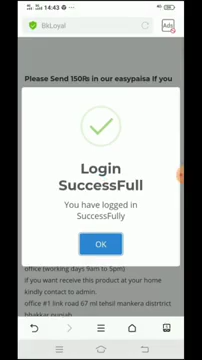 14:43
BkLoyal
Ads
Please Send 150Rs in our easypaisa If you
Login
SuccessFull
You have logged in
SuccessFully
OK
office (working days 9am to 5pm)
if you want receive this product at your home
kindly contact to admin.
office #1 link road 67 ml tehsil mankera distrtrict
bhakkar punjab